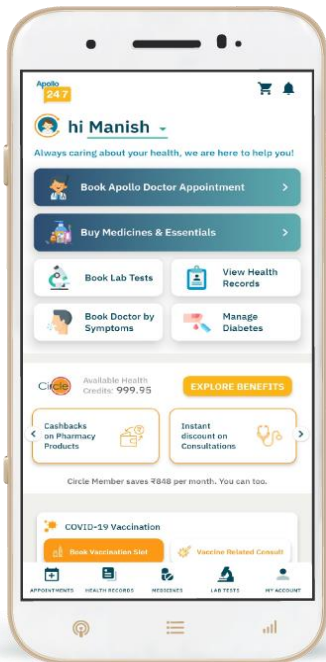 Apollo
24|7
hi Manish
Always caring about your health, we are here to help you!
Book Apollo Doctor Appointment
Buy Medicines & Essentials
Book Lab Tests
View Health
Records
Book Doctor by
Symptoms
Manage
Diabetes
Circle
Available Health
Credits: 999.95
EXPLORE BENEFITS
Cashbacks
on Pharmacy
Products
Instant
discount on
Consultations
Circle Member saves ₹848 per month. You can too.
COVID-19 Vaccination
Book Vaccination Slot
Vaccine Related Consult
APPOINTMENTS
HEALTH RECORDS
MEDICINES
LAB TESTS
MY ACCOUNT